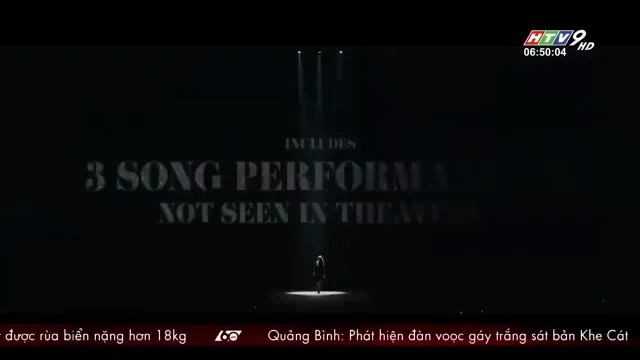 HTV9 HD
06:50:04
INCLUDES
3 SONG PERFORMA
NOT SEEN IN
được rùa biển nặng hơn 18kg 60 Quảng Bình: Phát hiện đàn voọc gáy trắng sát bản Khe Cát